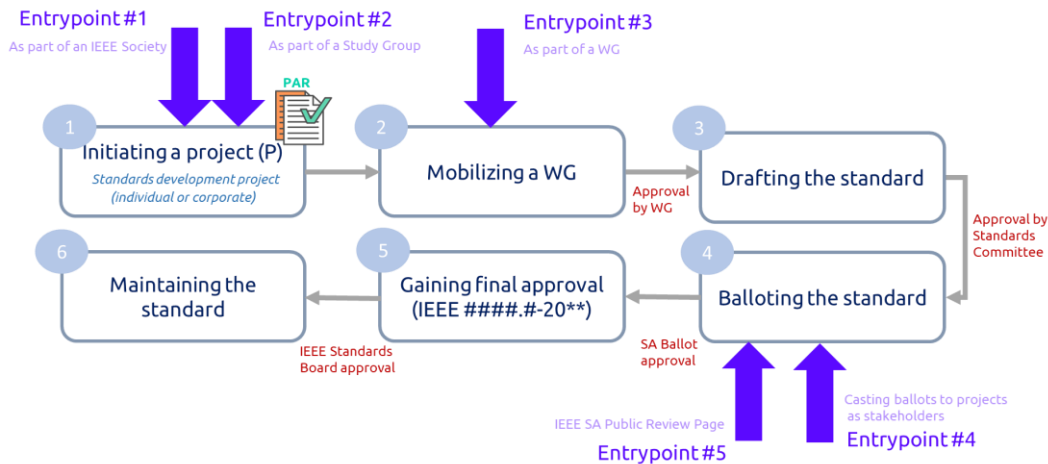 Entrypoint #1
As part of an IEEE Society
Entrypoint #2
As part of a Study Group
Entrypoint #3
As part of a WG
PAR
1
Initiating a project (P)
Standards development project
(individual or corporate)
2
Mobilizing a WG
Approval
by WG
3
Drafting the standard
Approval by
Standards
Committee
6
Maintaining the
standard
IEEE Standards
Board approval
5
Gaining final approval
(IEEE ####.#-20**)
SA Ballot
approval
4
Balloting the standard
IEEE SA Public Review Page
Entrypoint #5
Casting ballots to projects
as stakeholders
Entrypoint #4